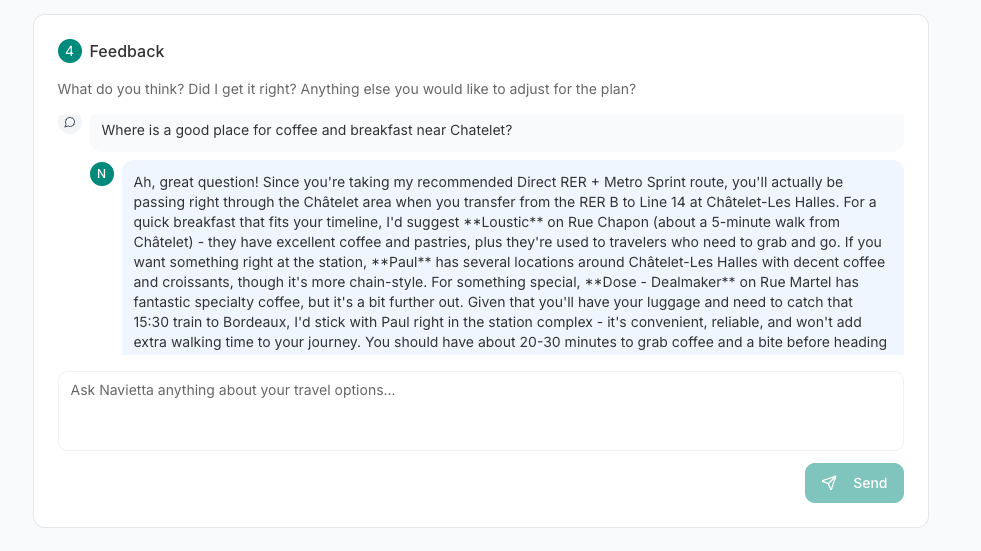 4 Feedback
What do you think? Did I get it right? Anything else you would like to adjust for the plan?
Where is a good place for coffee and breakfast near Chatelet?
N
Ah, great question! Since you're taking my recommended Direct RER + Metro Sprint route, you'll actually be
passing right through the Châtelet area when you transfer from the RER B to Line 14 at Châtelet-Les Halles. For a
quick breakfast that fits your timeline, I'd suggest **Loustic** on Rue Chapon (about a 5-minute walk from
Châtelet) - they have excellent coffee and pastries, plus they're used to travelers who need to grab and go. If you
want something right at the station, **Paul** has several locations around Châtelet-Les Halles with decent coffee
and croissants, though it's more chain-style. For something special, **Dose - Dealmaker** on Rue Martel has
fantastic specialty coffee, but it's a bit further out. Given that you'll have your luggage and need to catch that
15:30 train to Bordeaux, I'd stick with Paul right in the station complex - it's convenient, reliable, and won't add
extra walking time to your journey. You should have about 20-30 minutes to grab coffee and a bite before heading
Ask Navietta anything about your travel options...
Send